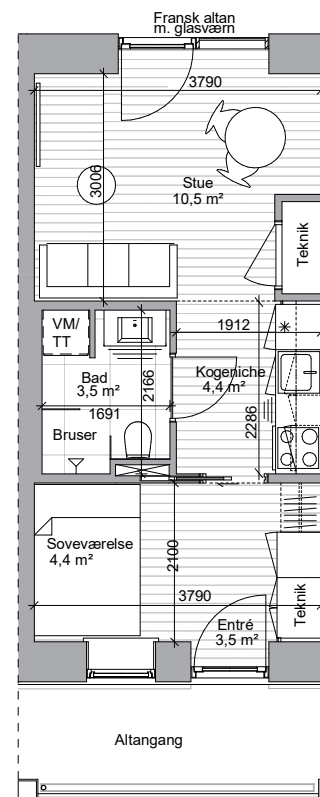 Fransk altan
m. glasværn
3790
3006
Stue
10,5 m²
Teknik
VM/
TT
1912
Bad
3,5 m²
2166
Kogeniche
4,4 m²
1691
2286
Bruser
Soveværelse
4,4 m²
2100
3790
Entré
3,5 m²
Teknik
Altangang